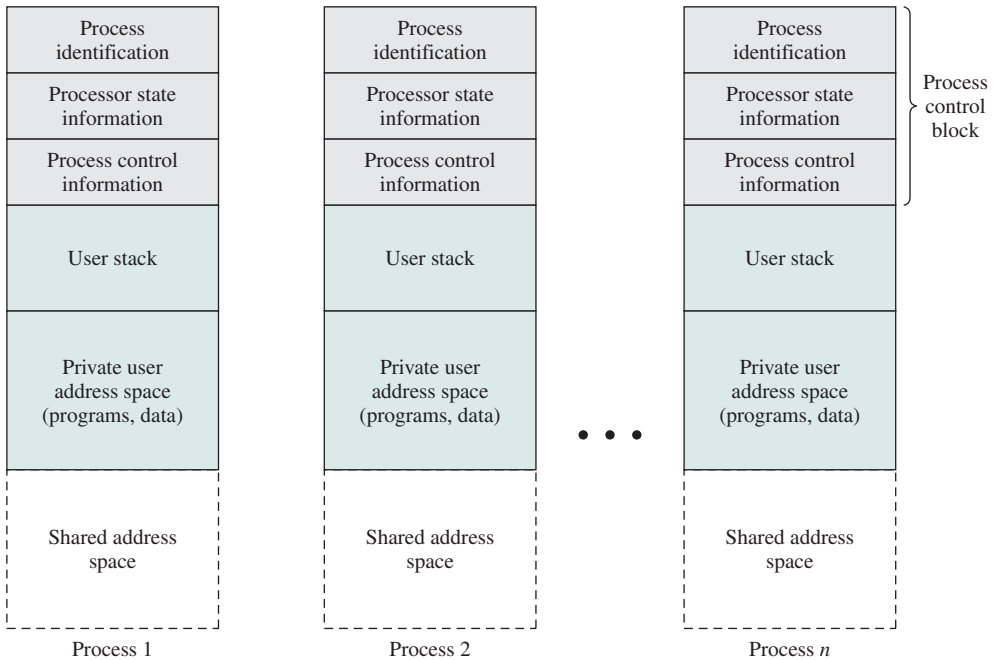 Process
identification
Processor state
information
Process control
information
User stack
Private user
address space
(programs, data)
Shared address
space
Process 1
Process
identification
Processor state
information
Process control
information
User stack
Private user
address space
(programs, data)
Shared address
space
Process 2
Process
identification
Processor state
information
Process control
information
User stack
Private user
address space
(programs, data)
Shared address
space
Process n
Process
control
block